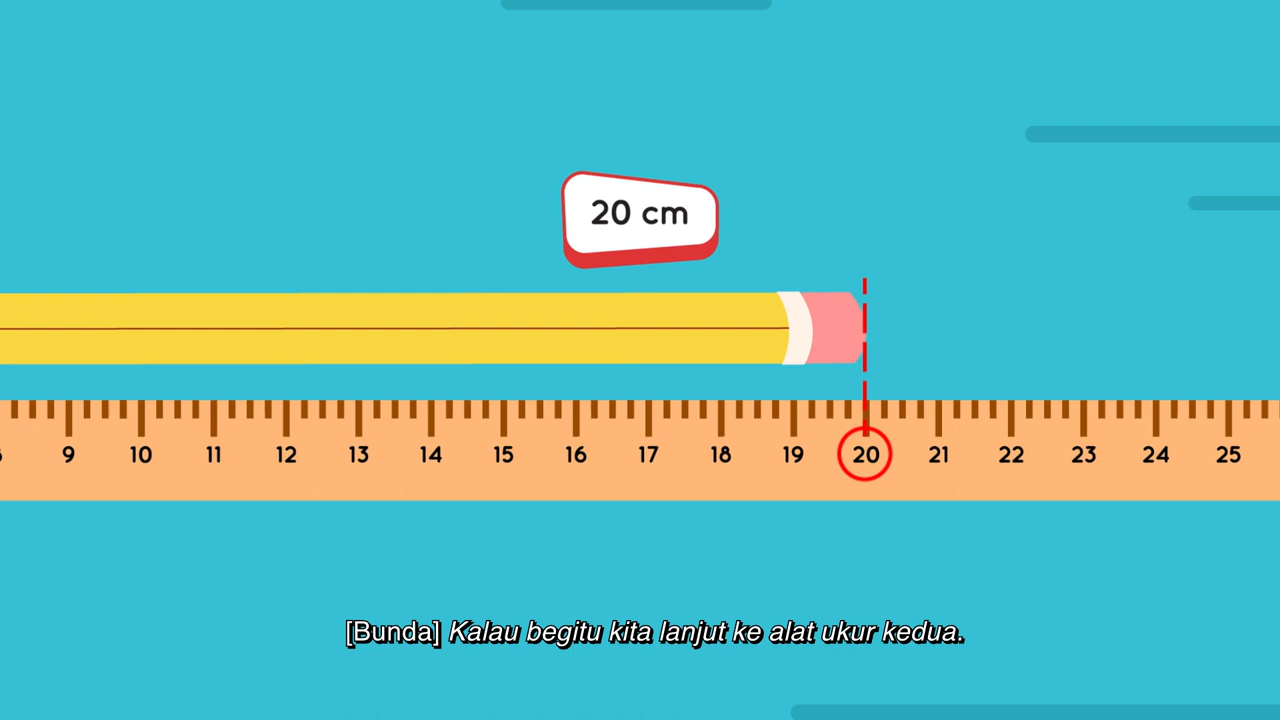 20 cm
9 10 11 12 13 14 15 16 17 18 19 20 21 22 23 24 25
[Bunda] Kalau begitu kita lanjut ke alat ukur kedua.